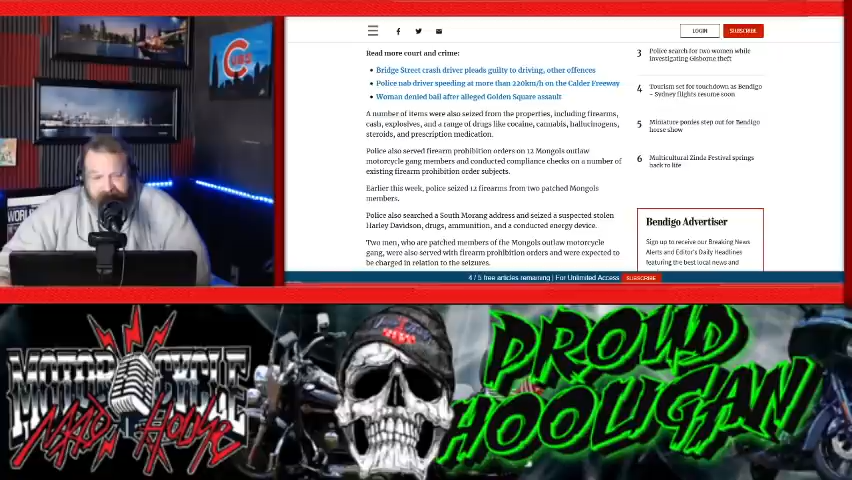 CUBS
WORLD
LOGIN
SUBSCRIBE
Read more court and crime:
Bridge Street crash driver pleads guilty to driving, other offences
Police nab driver speeding at more than 220km/h on the Calder Freeway
Woman denied bail after alleged Golden Square assault
A number of items were also seized from the properties, including firearms,
cash, explosives, and a range of drugs like cocaine, cannabis, hallucinogens,
steroids, and prescription medication.
Police also served firearm prohibition orders on 12 Mongols outlaw
motorcycle gang members and conducted compliance checks on a number of
existing firearm prohibition order subjects.
Earlier this week, police seized 12 firearms from two patched Mongols
members.
Police also searched a South Morang address and seized a suspected stolen
Harley Davidson, drugs, ammunition, and a conducted energy device.
Two men, who are patched members of the Mongols outlaw motorcycle
gang, were also served with firearm prohibition orders and were expected to
be charged in relation to the seizures.
3 Police search for two women while
investigating Gisborne theft
4 Tourism set for touchdown as Bendigo
- Sydney flights resume soon
5 Miniature ponies step out for Bendigo
horse show
6 Multicultural Zinda Festival springs
back to life
Bendigo Advertiser
Sign up to receive our Breaking News
Alerts and Editor's Daily Headlines
featuring the best local news and
4 / 5 free articles remaining | For Unlimited Access SUBSCRIBE
MOTORCYCLE
MAD House
PROUD
HOOLIGAN